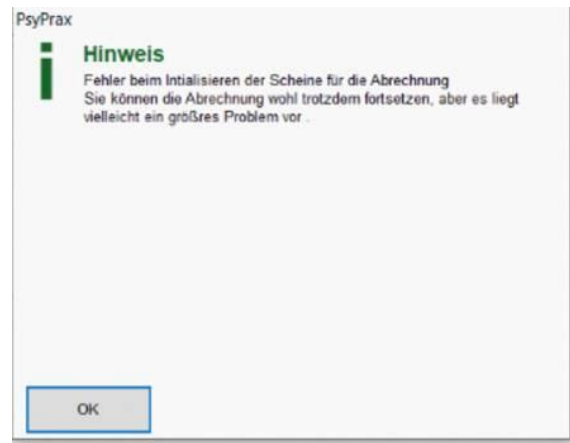 PsyPrax
Hinweis
Fehler beim Intialisieren der Scheine für die Abrechnung
Sie können die Abrechnung wohl trotzdem fortsetzen, aber es liegt
vielleicht ein größres Problem vor .
OK